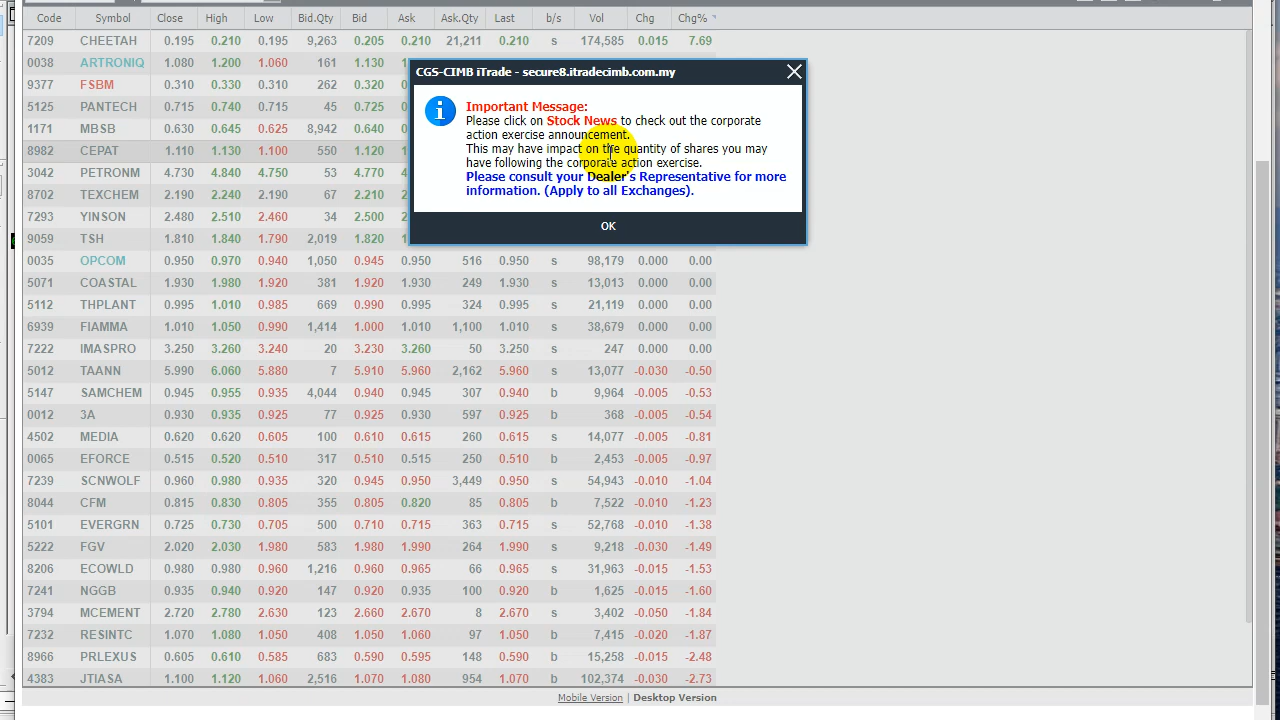 Code Symbol Close High Low Bid.Qty Bid Ask Ask.Qty Last b/s Vol Chg Chg%
7209 CHEETAH 0.195 0.210 0.195 9,263 0.205 0.210 21,211 0.210 s 174,585 0.015 7.69
0038 ARTRONIQ 1.080 1.200 1.060 161 1.130
9377 FSBM 0.310 0.330 0.310 262 0.320
5125 PANTECH 0.715 0.740 0.715 45 0.725
1171 MBSB 0.630 0.645 0.625 8,942 0.640
8982 CEPAT 1.110 1.130 1.100 550 1.120
3042 PETRONM 4.680 4.840 4.750 53 4.770
8702 TEXCHEM 2.190 2.240 2.190 67 2.210
7293 YINSON 2.480 2.510 2.460 34 2.500
9059 TSH 1.810 1.840 1.790 2,019 1.820
CGS-CIMB iTrade - secure8.itradecimb.com.my
Important Message:
Please click on Stock News to check out the corporate
action exercise announcement.
This may have impact on the quantity of shares you may
have following the corporate action exercise.
Please consult your Dealer's Representative for more
information. (Apply to all Exchanges).
OK
0035 OPCOM 0.950 0.970 0.940 1,050 0.945 0.950 516 0.950 s 98,179 0.000 0.00
5071 COASTAL 1.930 1.980 1.920 381 1.920 1.930 249 1.930 s 13,013 0.000 0.00
5112 THPLANT 0.995 1.010 0.985 669 0.990 0.995 324 0.995 s 21,119 0.000 0.00
6939 FIAMMA 1.010 1.050 0.990 1,414 1.000 1.010 1,100 1.010 s 38,679 0.000 0.00
7222 IMASPRO 3.250 3.260 3.240 20 3.230 3.260 50 3.250 s 247 0.000 0.00
5012 TAANN 5.990 6.060 5.880 7 5.910 5.960 2,162 5.960 s 13,077 -0.030 -0.50
5147 SAMCHEM 0.945 0.955 0.935 4,044 0.940 0.945 307 0.940 b 9,964 -0.005 -0.53
0012 3A 0.930 0.935 0.925 77 0.925 0.930 597 0.925 b 368 -0.005 -0.54
4502 MEDIA 0.620 0.620 0.605 100 0.610 0.615 260 0.615 s 14,077 -0.005 -0.81
0065 EFORCE 0.515 0.520 0.510 317 0.510 0.515 250 0.510 b 2,453 -0.005 -0.97
7239 SCNWOLF 0.960 0.980 0.935 320 0.945 0.950 3,449 0.950 s 54,943 -0.010 -1.04
8044 CFM 0.815 0.830 0.805 355 0.805 0.820 85 0.805 b 7,522 -0.010 -1.23
5101 EVERGRN 0.725 0.730 0.705 500 0.710 0.715 363 0.715 s 52,768 -0.010 -1.38
5222 FGV 2.020 2.030 1.980 583 1.980 1.990 264 1.990 s 9,218 -0.030 -1.49
8206 ECOWLD 0.980 0.980 0.960 1,216 0.960 0.965 66 0.965 s 31,963 -0.015 -1.53
7241 NGGB 0.935 0.940 0.920 147 0.920 0.935 100 0.920 b 1,625 -0.015 -1.60
3794 MCEMENT 2.720 2.780 2.630 123 2.660 2.670 8 2.670 s 3,402 -0.050 -1.84
7232 RESINTC 1.070 1.080 1.050 408 1.050 1.060 97 1.050 b 7,415 -0.020 -1.87
8966 PRLEXUS 0.605 0.610 0.585 683 0.590 0.595 148 0.590 b 15,258 -0.015 -2.48
4383 JTIASA 1.100 1.120 1.060 2,516 1.070 1.080 954 1.070 b 102,374 -0.030 -2.73
Mobile Version | Desktop Version